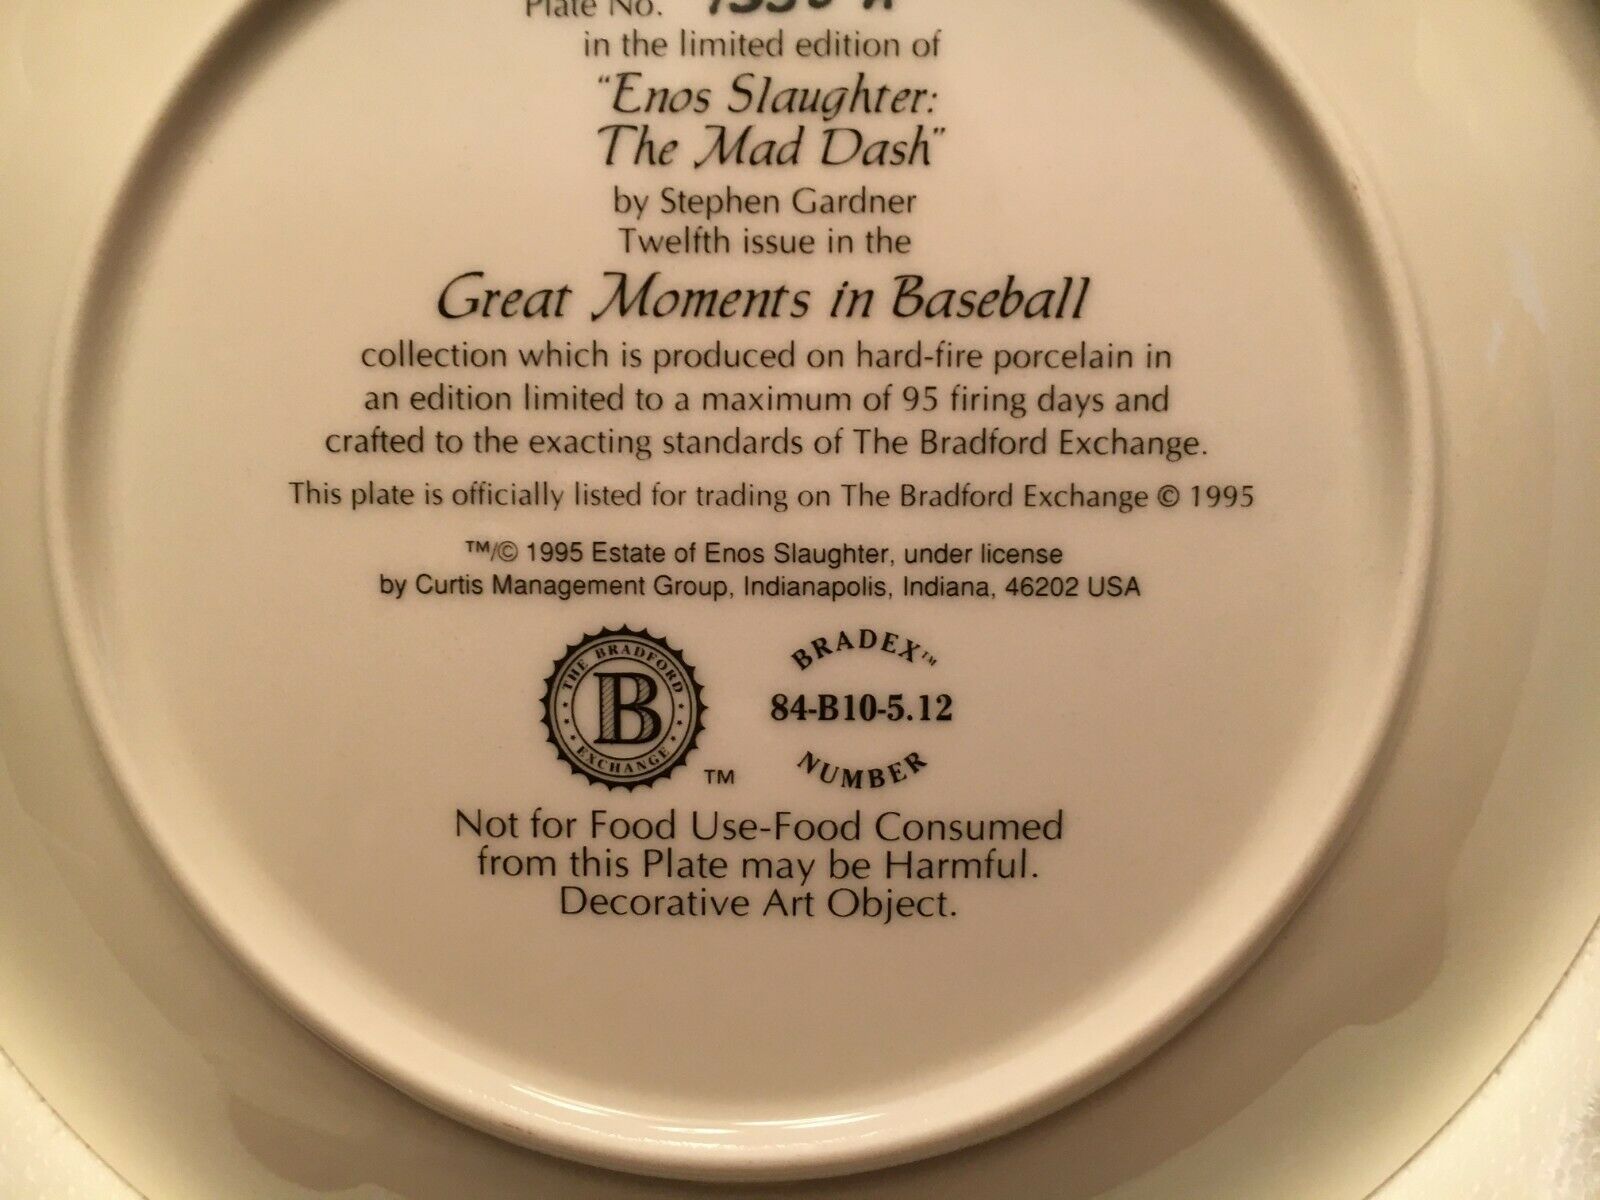 Plate No.
in the limited edition of
"Enos Slaughter:
The Mad Dash"
by Stephen Gardner
Twelfth issue in the
Great Moments in Baseball
collection which is produced on hard-fire porcelain in
an edition limited to a maximum of 95 firing days and
crafted to the exacting standards of The Bradford Exchange.
This plate is officially listed for trading on The Bradford Exchange © 1995
™/© 1995 Estate of Enos Slaughter, under license
by Curtis Management Group, Indianapolis, Indiana, 46202 USA
THE BRADFORD
B
EXCHANGE
™
BRADEX™
84-B10-5.12
NUMBER
Not for Food Use-Food Consumed
from this Plate may be Harmful.
Decorative Art Object.